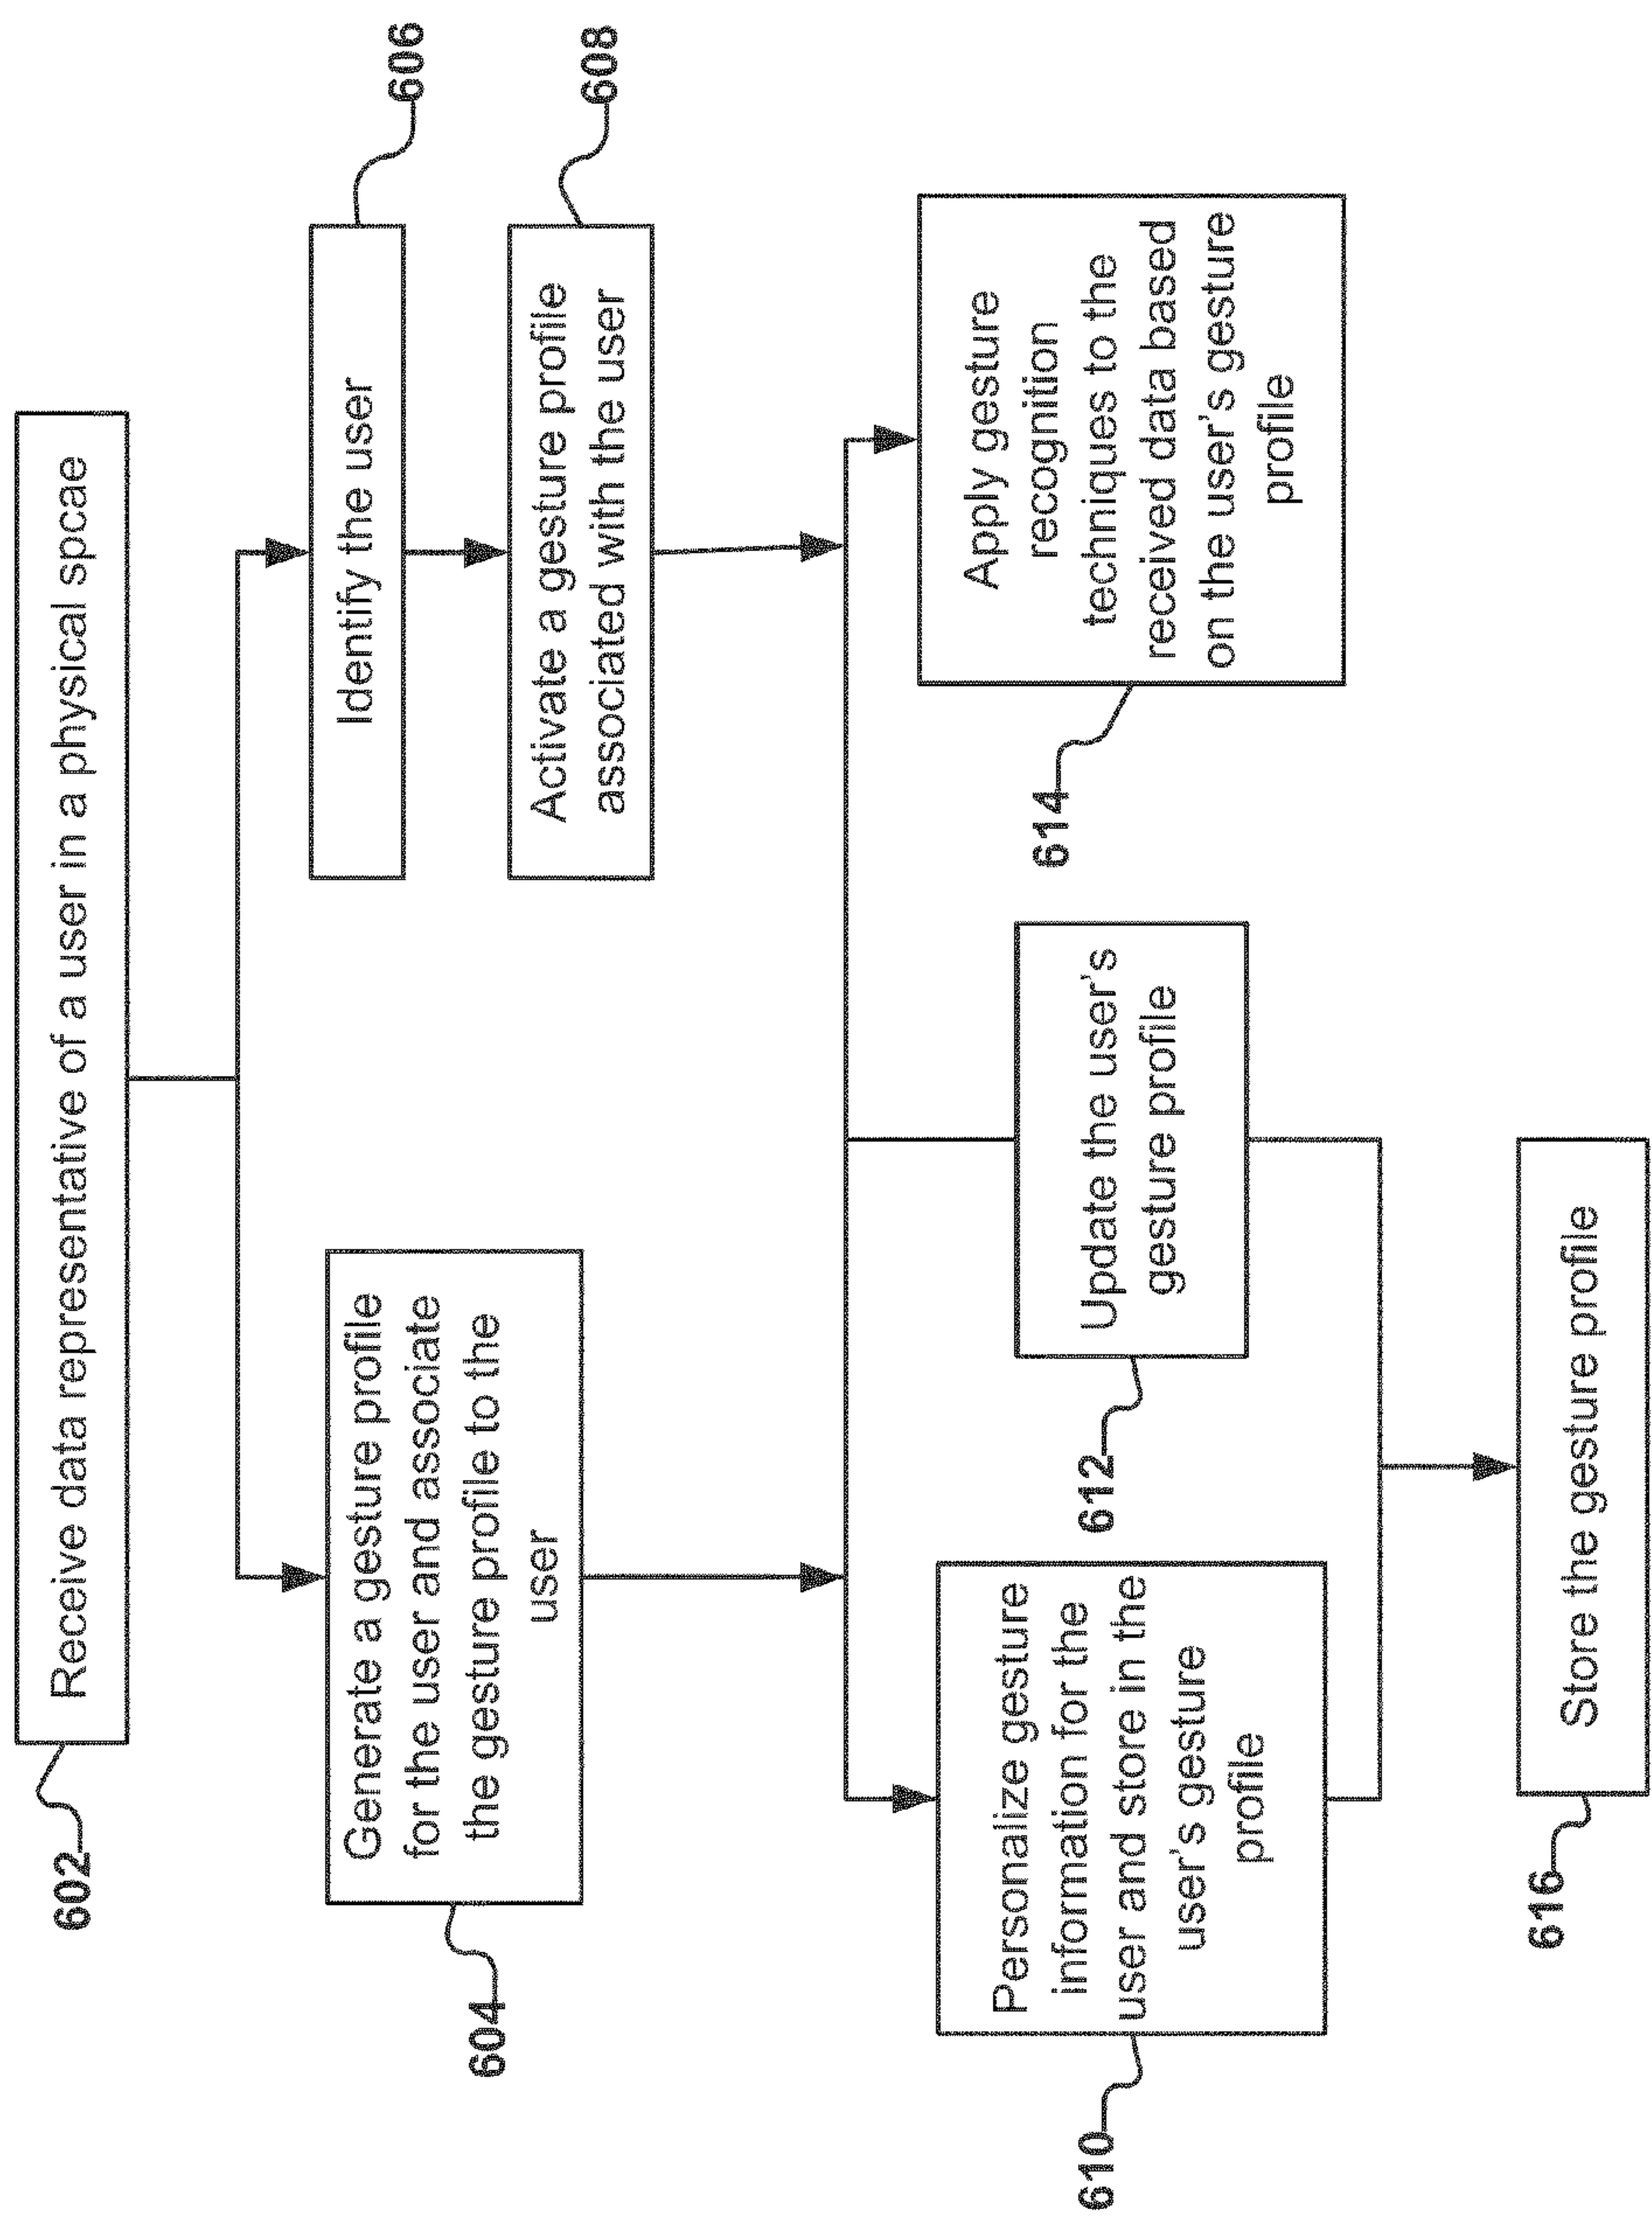 602
Receive data representative of a user in a physical spcae
604
Generate a gesture profile
for the user and associate
the gesture profile to the
user
606
Identify the user
608
Activate a gesture profile
associated with the user
610
Personalize gesture
information for the
user and store in the
user's gesture
profile
612
Update the user's
gesture profile
614
Apply gesture
recognition
techniques to the
received data based
on the user's gesture
profile
616
Store the gesture profile